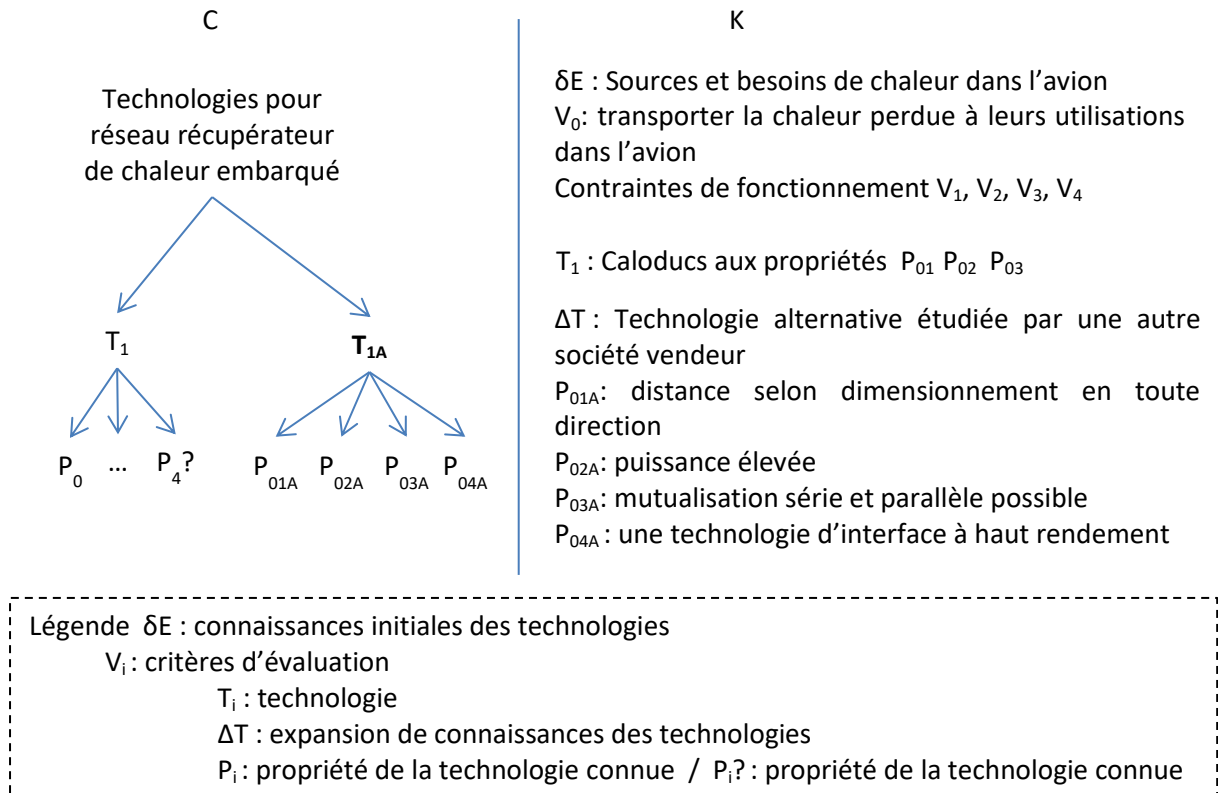 C
K
Technologies pour
réseau récupérateur
de chaleur embarqué
T₁
T₁A
P₀
...
P₄?
P₀₁A
P₀₂A
P₀₃A
P₀₄A
δE : Sources et besoins de chaleur dans l’avion
V₀: transporter la chaleur perdue à leurs utilisations
dans l’avion
Contraintes de fonctionnement V₁, V₂, V₃, V₄
T₁ : Caloducs aux propriétés P₀₁ P₀₂ P₀₃
ΔT : Technologie alternative étudiée par une autre
société vendeur
P₀₁A: distance selon dimensionnement en toute
direction
P₀₂A: puissance élevée
P₀₃A: mutualisation série et parallèle possible
P₀₄A : une technologie d’interface à haut rendement
Légende δE : connaissances initiales des technologies
Vᵢ : critères d’évaluation
Tᵢ : technologie
ΔT : expansion de connaissances des technologies
Pᵢ : propriété de la technologie connue / Pᵢ? : propriété de la technologie connue